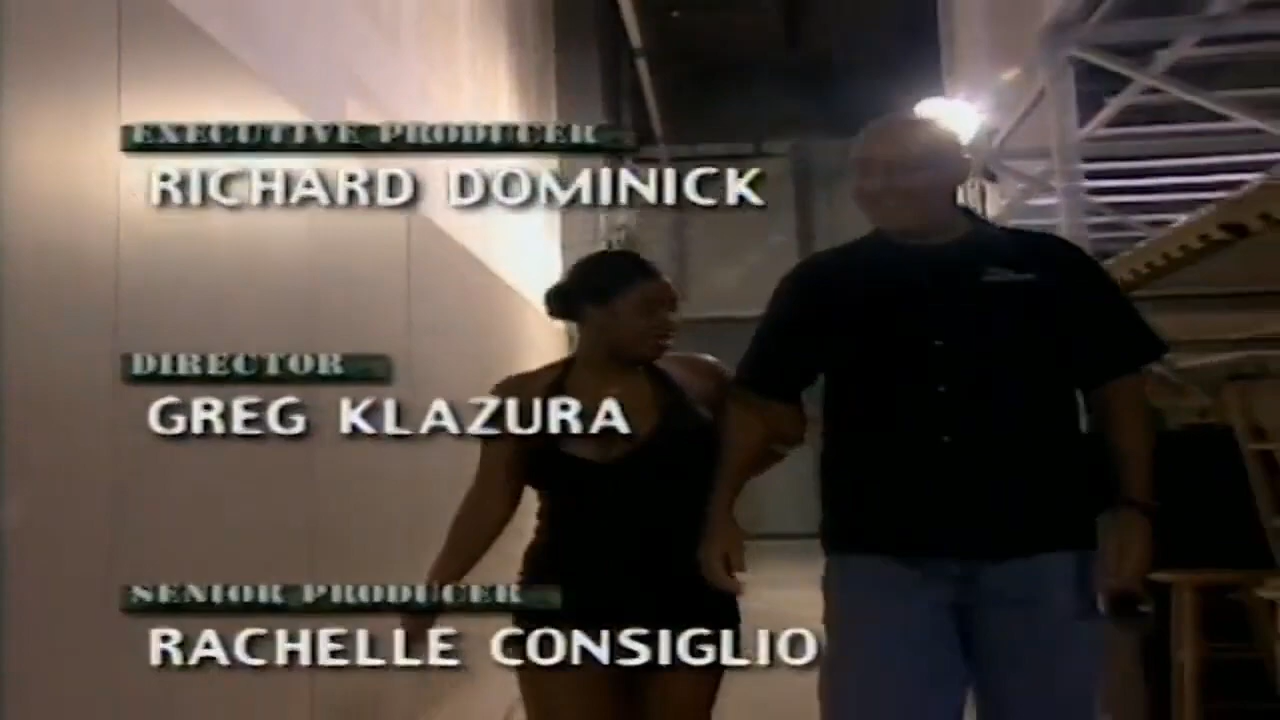 EXECUTIVE PRODUCER
RICHARD DOMINICK
DIRECTOR
GREG KLAZURA
SENIOR PRODUCER
RACHELLE CONSIGLIO